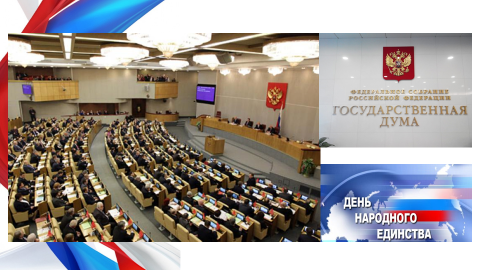 ФЕДЕРАЛЬНОЕ СОБРАНИЕ
РОССИЙСКОЙ ФЕДЕРАЦИИ
ГОСУДАРСТВЕННАЯ
ДУМА
ДЕНЬ
НАРОДНОГО
ЕДИНСТВА